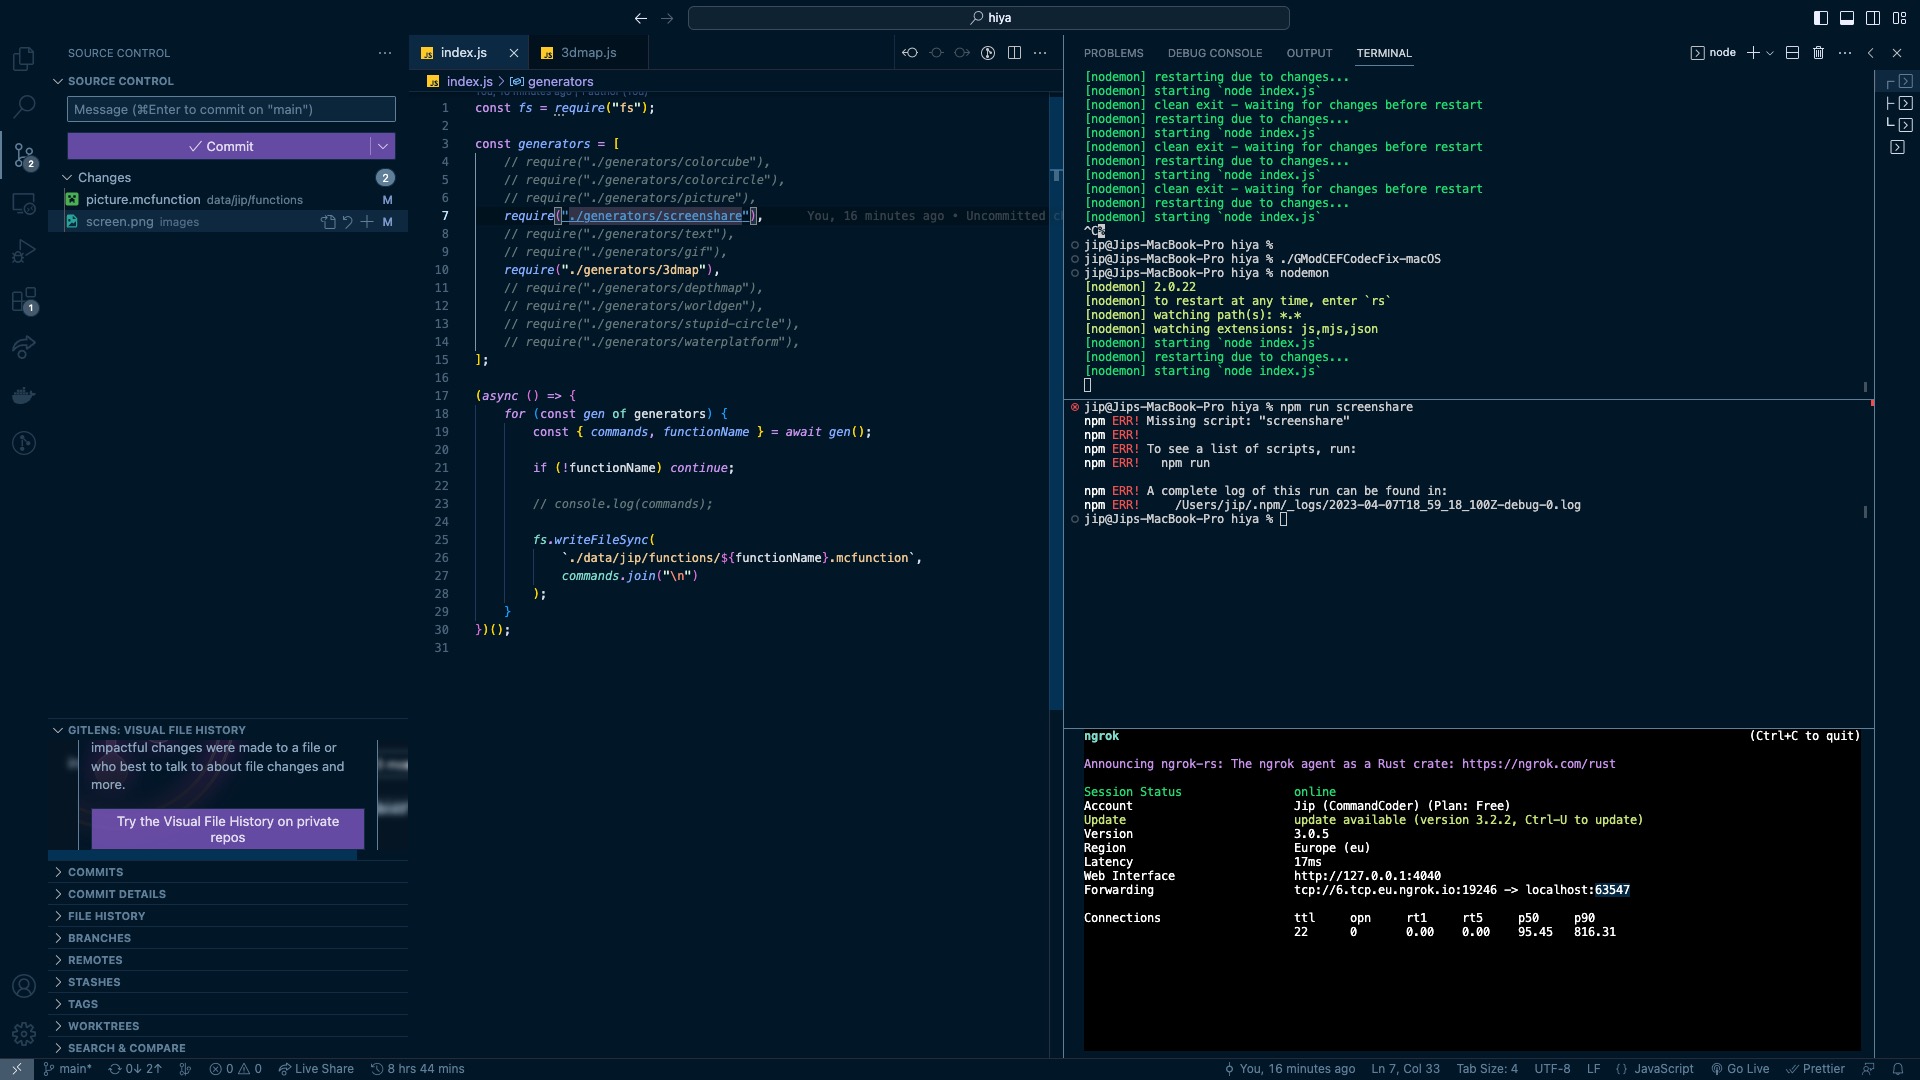 hiya
SOURCE CONTROL
SOURCE CONTROL
Message (⌘Enter to commit on "main")
Commit
Changes 2
picture.mcfunction data/jip/functions M
screen.png images M
2
1
GITLENS: VISUAL FILE HISTORY
impactful changes were made to a file or
who best to talk to about file changes and
more.
Try the Visual File History on private
repos
COMMITS
COMMIT DETAILS
FILE HISTORY
BRANCHES
REMOTES
STASHES
TAGS
WORKTREES
SEARCH & COMPARE
index.js
3dmap.js
index.js > generators
1 const fs = require("fs");
2
3 const generators = [
4 // require("./generators/colorcube"),
5 // require("./generators/colorcircle"),
6 // require("./generators/picture"),
7 require("./generators/screenshare"), You, 16 minutes ago • Uncommitted
8 // require("./generators/text"),
9 // require("./generators/gif"),
10 require("./generators/3dmap"),
11 // require("./generators/depthmap"),
12 // require("./generators/worldgen"),
13 // require("./generators/stupid-circle"),
14 // require("./generators/waterplatform"),
15 ];
16
17 (async () => {
18 for (const gen of generators) {
19 const { commands, functionName } = await gen();
20
21 if (!functionName) continue;
22
23 // console.log(commands);
24
25 fs.writeFileSync(
26 `./data/jip/functions/${functionName}.mcfunction`,
27 commands.join("\n")
28 );
29 }
30 })();
31
PROBLEMS DEBUG CONSOLE OUTPUT TERMINAL
node
[nodemon] restarting due to changes...
[nodemon] starting `node index.js`
[nodemon] clean exit - waiting for changes before restart
[nodemon] restarting due to changes...
[nodemon] starting `node index.js`
[nodemon] clean exit - waiting for changes before restart
[nodemon] restarting due to changes...
[nodemon] starting `node index.js`
[nodemon] clean exit - waiting for changes before restart
[nodemon] restarting due to changes...
[nodemon] starting `node index.js`
^C%
jip@Jips-MacBook-Pro hiya %
jip@Jips-MacBook-Pro hiya % ./GModCEFCodecFix-macOS
jip@Jips-MacBook-Pro hiya % nodemon
[nodemon] 2.0.22
[nodemon] to restart at any time, enter `rs`
[nodemon] watching path(s): *.*
[nodemon] watching extensions: js,mjs,json
[nodemon] starting `node index.js`
[nodemon] restarting due to changes...
[nodemon] starting `node index.js`
jip@Jips-MacBook-Pro hiya % npm run screenshare
npm ERR! Missing script: "screenshare"
npm ERR!
npm ERR! To see a list of scripts, run:
npm ERR!   npm run
npm ERR! A complete log of this run can be found in:
npm ERR!     /Users/jip/.npm/_logs/2023-04-07T18_59_18_100Z-debug-0.log
jip@Jips-MacBook-Pro hiya %
ngrok (Ctrl+C to quit)
Announcing ngrok-rs: The ngrok agent as a Rust crate: https://ngrok.com/rust
Session Status online
Account Jip (CommandCoder) (Plan: Free)
Update update available (version 3.2.2, Ctrl-U to update)
Version 3.0.5
Region Europe (eu)
Latency 17ms
Web Interface http://127.0.0.1:4040
Forwarding tcp://6.tcp.eu.ngrok.io:19246 -> localhost:63547
Connections ttl opn rt1 rt5 p50 p90
22 0 0.00 0.00 95.45 816.31
main* 0↓ 2↑ 0 0 Live Share 8 hrs 44 mins You, 16 minutes ago Ln 7, Col 33 Tab Size: 4 UTF-8 LF {} JavaScript Go Live Prettier